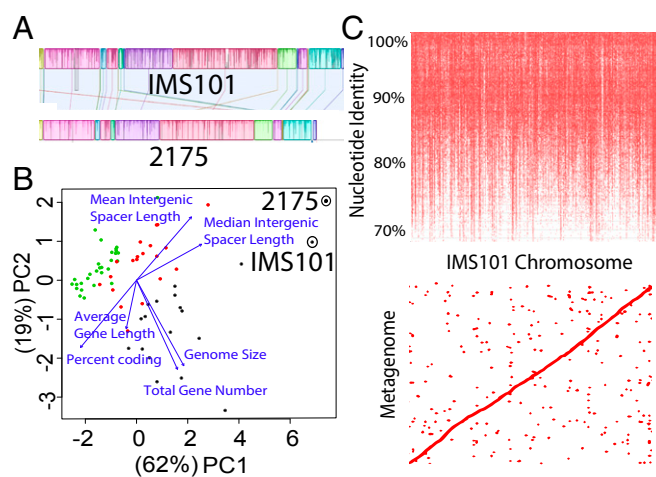 A
IMS101
2175
B
2
1
0
-1
-2
-3
(19%) PC2
Mean Intergenic
Spacer Length
2175
Median Intergenic
Spacer Length
IMS101
Average
Gene Length
Percent coding
Genome Size
Total Gene Number
-2
0
2
4
6
(62%) PC1
C
100%
90%
80%
70%
Nucleotide Identity
IMS101 Chromosome
Metagenome